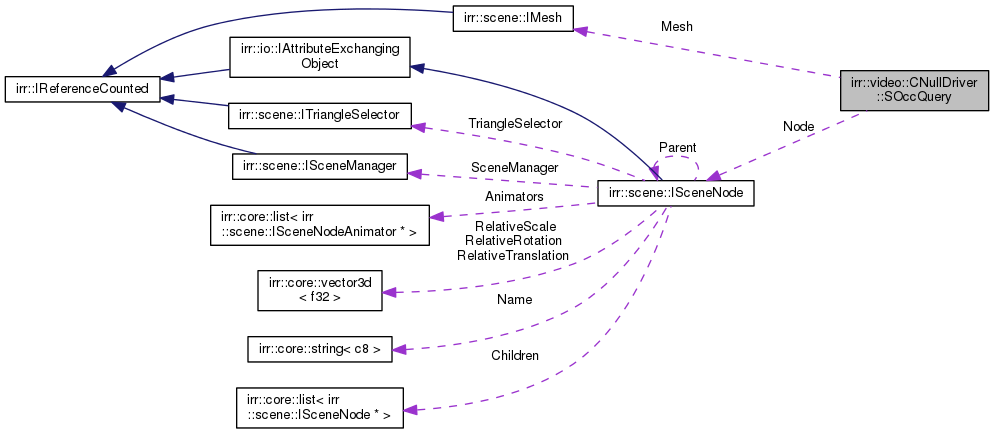 irr::scene::IMesh
Mesh
irr::io::IAttributeExchanging
Object
irr::IReferenceCounted
irr::video::CNullDriver
::SOccQuery
irr::scene::ITriangleSelector
TriangleSelector
Node
Parent
irr::scene::ISceneManager
SceneManager
irr::scene::ISceneNode
Animators
irr::core::list< irr
::scene::ISceneNodeAnimator * >
RelativeScale
RelativeRotation
RelativeTranslation
irr::core::vector3d
< f32 >
Name
irr::core::string< c8 >
Children
irr::core::list< irr
::scene::ISceneNode * >